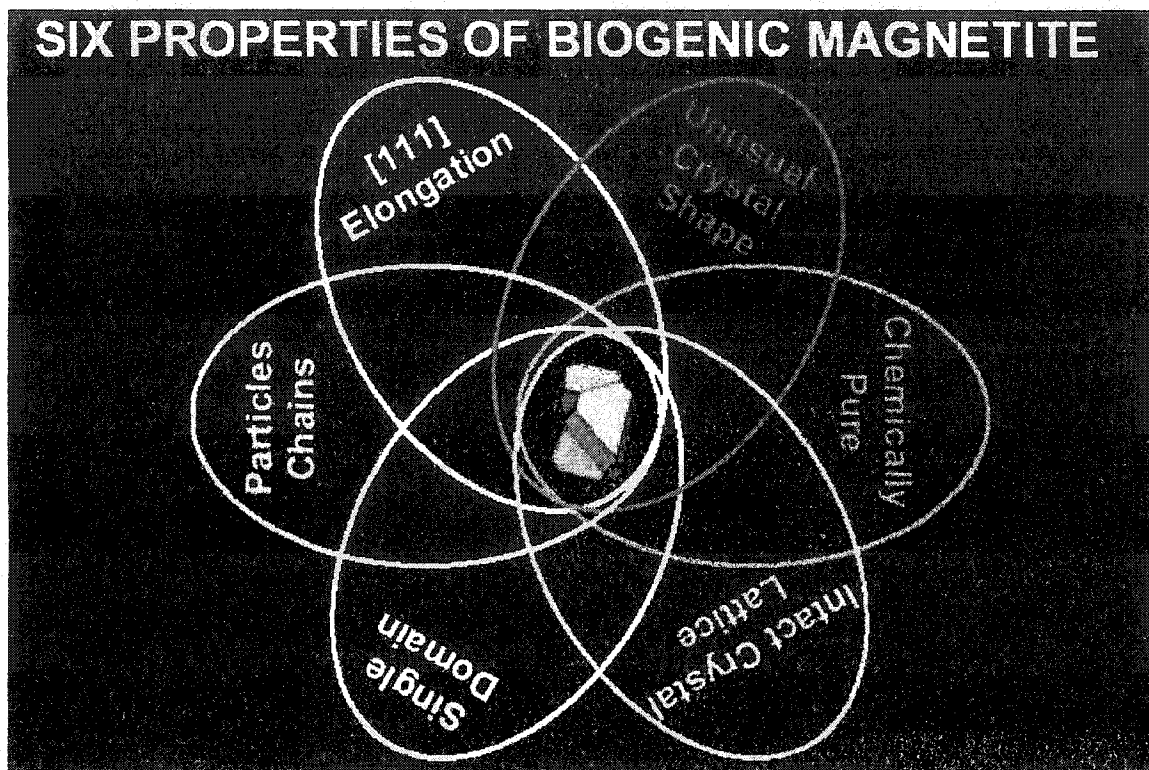 SIX PROPERTIES OF BIOGENIC MAGNETITE
[111]
Elongation
Unusual
Crystal
Shape
Chemically
Pure
Intact Crystal
Lattice
Single
Domain
Particles
Chains